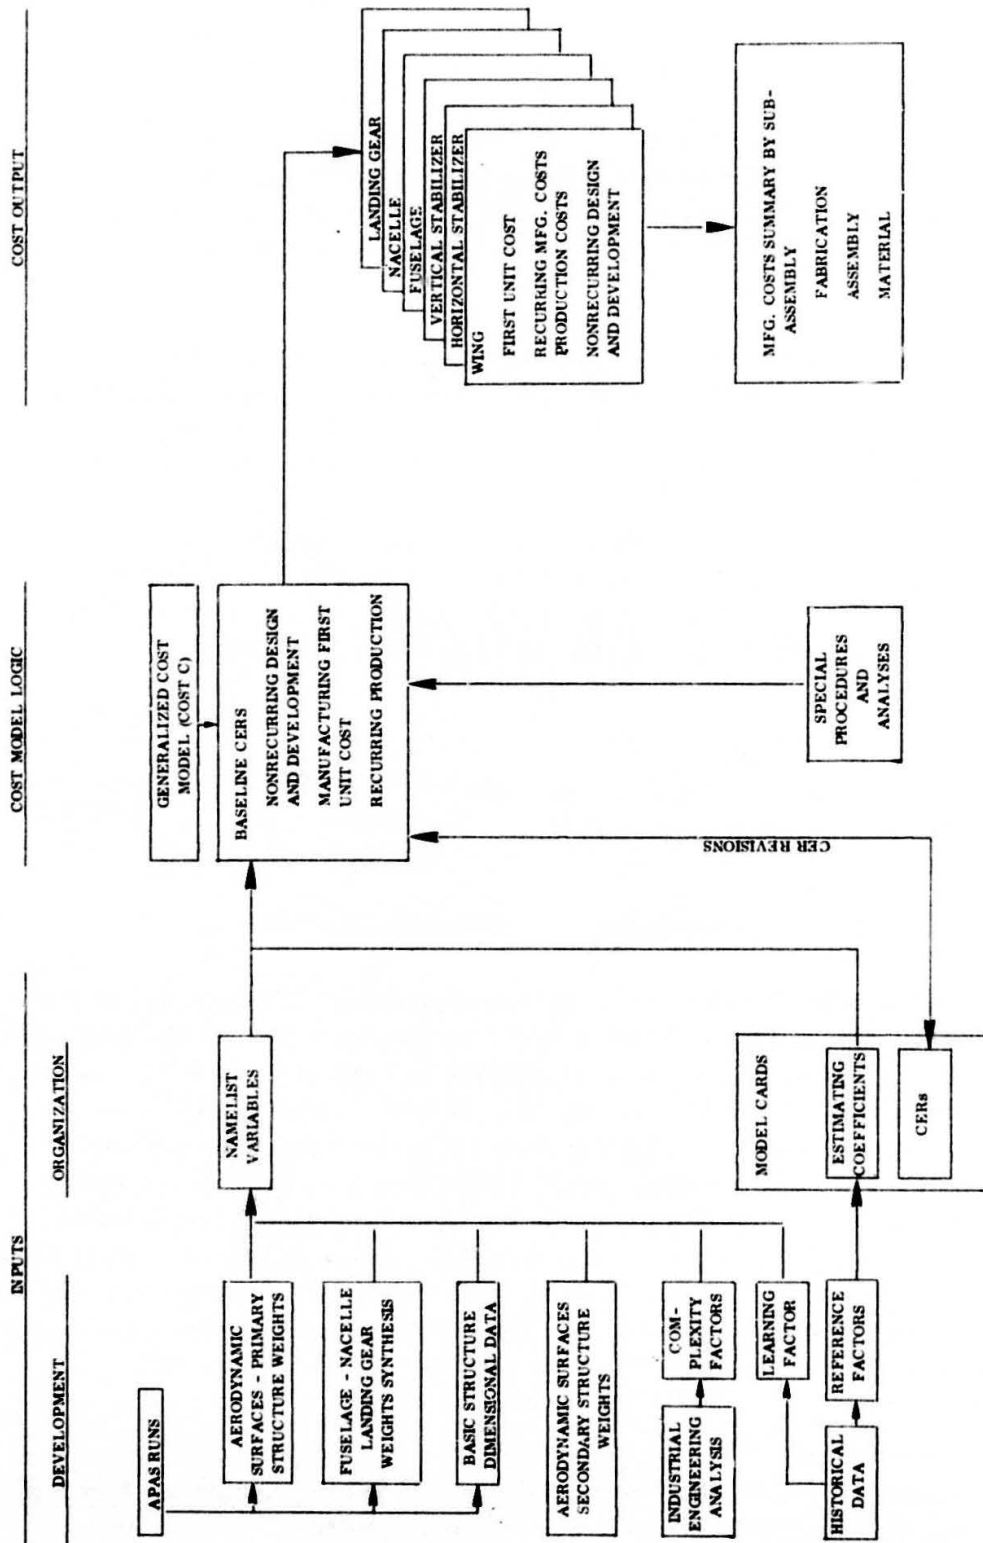 INPUTS
DEVELOPMENT
ORGANIZATION
COST MODEL LOGIC
COST OUTPUT
APAS RUNS
AERODYNAMIC
SURFACES - PRIMARY
STRUCTURE WEIGHTS
FUSELAGE - NACELLE
LANDING GEAR
WEIGHTS SYNTHESIS
BASIC STRUCTURE
DIMENSIONAL DATA
AERODYNAMIC SURFACES
SECONDARY STRUCTURE
WEIGHTS
INDUSTRIAL
ENGINEERING
ANALYSIS
COM-
PLEXITY
FACTORS
LEARNING
FACTOR
HISTORICAL
DATA
REFERENCE
FACTORS
NAMELIST
VARIABLES
MODEL CARDS
ESTIMATING
COEFFICIENTS
CERs
GENERALIZED COST
MODEL (COST C)
BASELINE CERS
NONRECURRING DESIGN
AND DEVELOPMENT
MANUFACTURING FIRST
UNIT COST
RECURRING PRODUCTION
CER REVISIONS
SPECIAL
PROCEDURES
AND
ANALYSES
LANDING GEAR
NACELLE
FUSELAGE
VERTICAL STABILIZER
HORIZONTAL STABILIZER
WING
FIRST UNIT COST
RECURRING MFG. COSTS
PRODUCTION COSTS
NONRECURRING DESIGN
AND DEVELOPMENT
MFG. COSTS SUMMARY BY SUB-
ASSEMBLY
FABRICATION
ASSEMBLY
MATERIAL